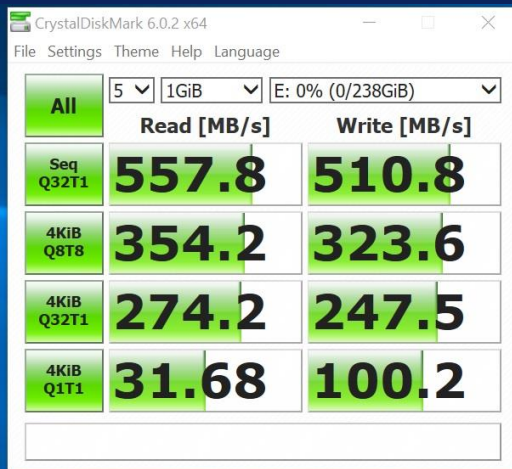 CrystalDiskMark 6.0.2 x64
File Settings Theme Help Language
All 5 1GiB E: 0% (0/238GiB)
Read [MB/s] Write [MB/s]
Seq
Q32T1 557.8 510.8
4KiB
Q8T8 354.2 323.6
4KiB
Q32T1 274.2 247.5
4KiB
Q1T1 31.68 100.2